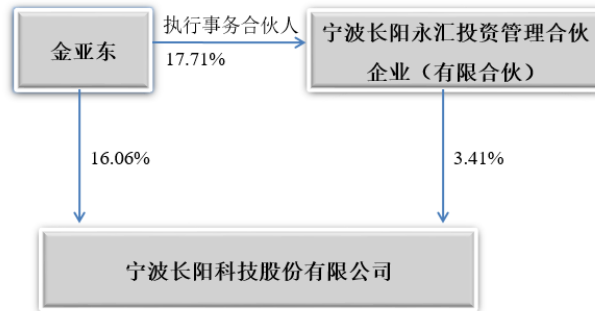 执行事务合伙人
金亚东
17.71%
宁波长阳永汇投资管理合伙
企业（有限合伙）
16.06%
3.41%
宁波长阳科技股份有限公司